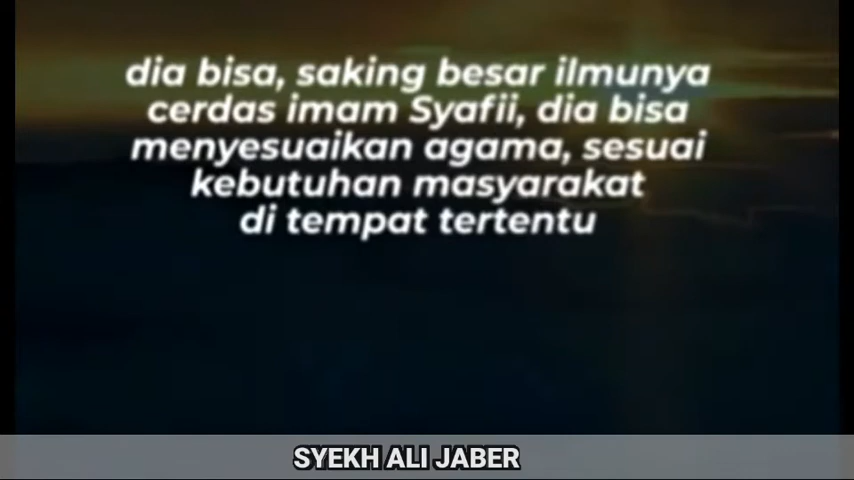 dia bisa, saking besar ilmunya
cerdas imam Syafii, dia bisa
menyesuaikan agama, sesuai
kebutuhan masyarakat
di tempat tertentu
SYEKH ALI JABER